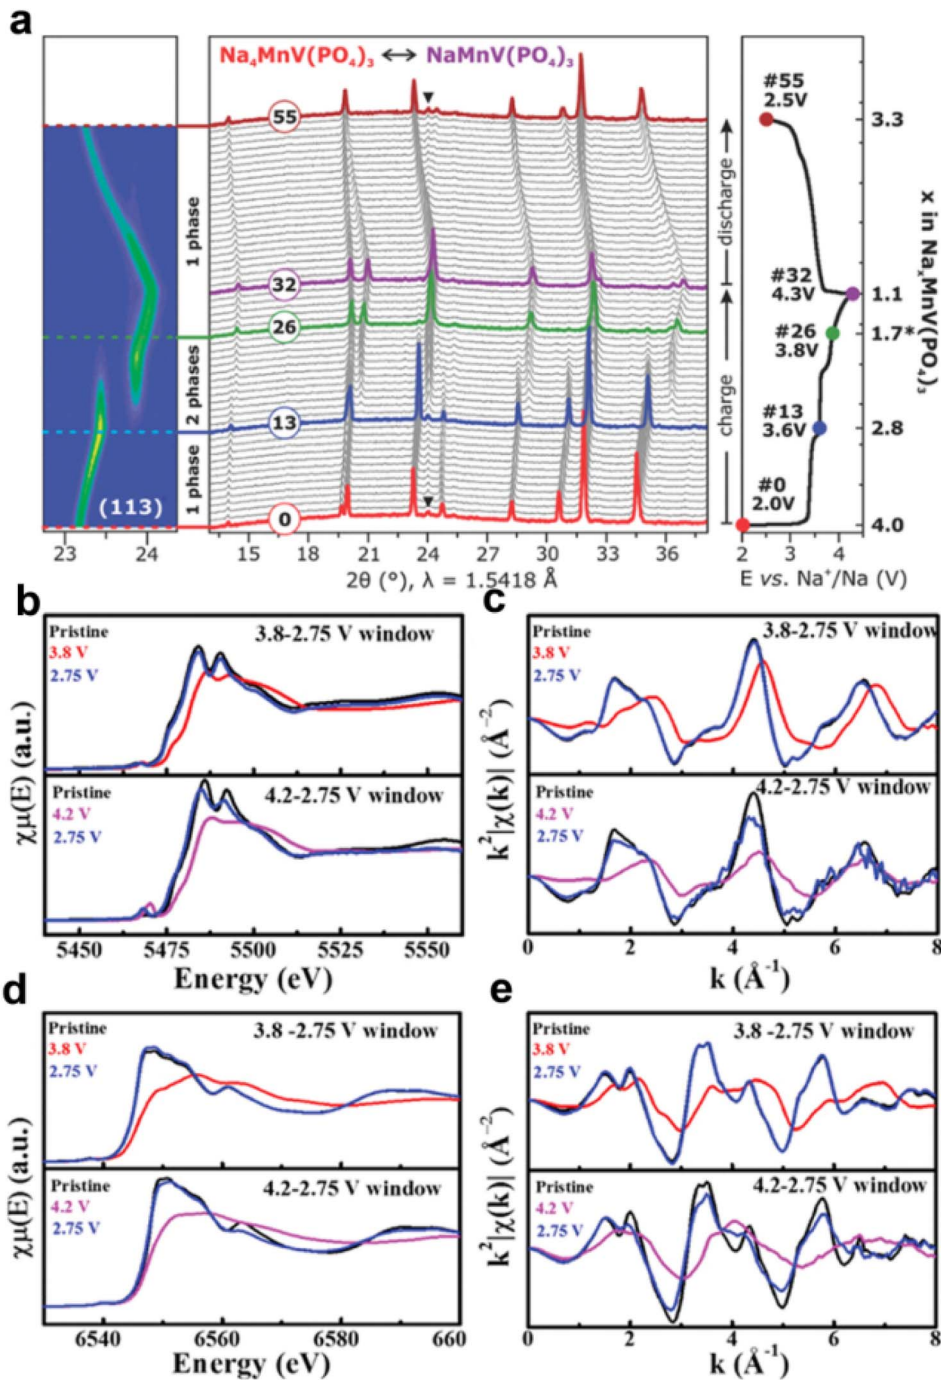 a
Na₄MnV(PO₄)₃ ↔ NaMnV(PO₄)₃
55
32
26
13
0
1 phase
2 phases
1 phase
(113)
23 24
15 18 21 24 27 30 33 36
2θ (°), λ = 1.5418 Å
charge
discharge
#55
2.5V
#32
4.3V
#26
3.8V
#13
3.6V
#0
2.0V
3.3
1.1
1.7*
2.8
4.0
x in NaₓMnV(PO₄)₃
2 3 4
E vs. Na⁺/Na (V)
b
Pristine
3.8 V
2.75 V
3.8-2.75 V window
Pristine
4.2 V
2.75 V
4.2-2.75 V window
χμ(E) (a.u.)
5450 5475 5500 5525 5550
Energy (eV)
c
Pristine
3.8 V
2.75 V
3.8-2.75 V window
Pristine
4.2 V
2.75 V
4.2-2.75 V window
k²|χ(k)| (Å⁻²)
0 2 4 6 8
k (Å⁻¹)
d
Pristine
3.8 V
2.75 V
3.8 -2.75 V window
Pristine
4.2 V
2.75 V
4.2-2.75 V window
χμ(E) (a.u.)
6540 6560 6580 6600
Energy (eV)
e
Pristine
3.8 V
2.75 V
3.8 -2.75 V window
Pristine
4.2 V
2.75 V
4.2-2.75 V window
k²|χ(k)| (Å⁻²)
0 2 4 6 8
k (Å⁻¹)